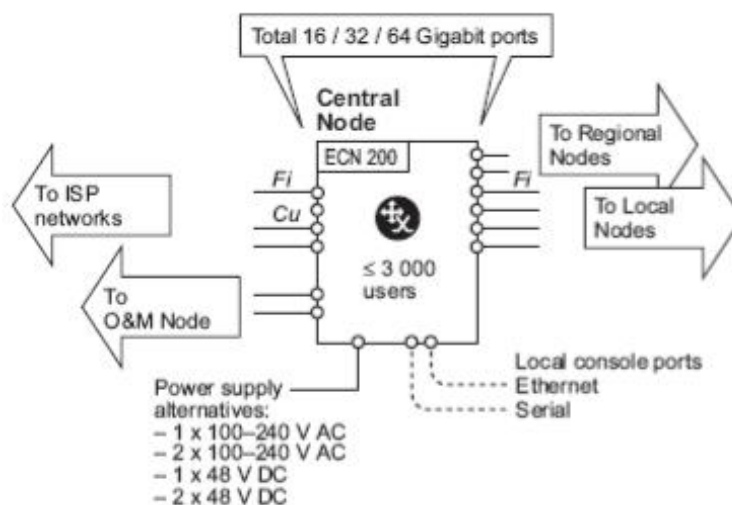 Total 16 / 32 / 64 Gigabit ports
Central
Node
ECN 200
To Regional
Nodes
Fi
Fi
To ISP
networks
Cu
To Local
Nodes
≤ 3 000
users
To
O&M Node
Local console ports
Ethernet
Serial
Power supply
alternatives:
– 1 x 100–240 V AC
– 2 x 100–240 V AC
– 1 x 48 V DC
– 2 x 48 V DC